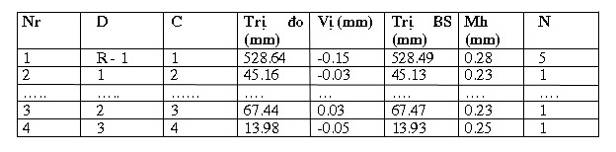 Nr D C Trị đo (mm) Vị (mm) Trị BS (mm) Mh (mm) N
1 R- 1 1 528.64 -0.15 528.49 0.28 5
2 1 2 45.16 -0.03 45.13 0.23 1
..... ..... ...... .... ... .... .... ....
3 2 3 67.44 0.03 67.47 0.23 1
4 3 4 13.98 -0.05 13.93 0.25 1